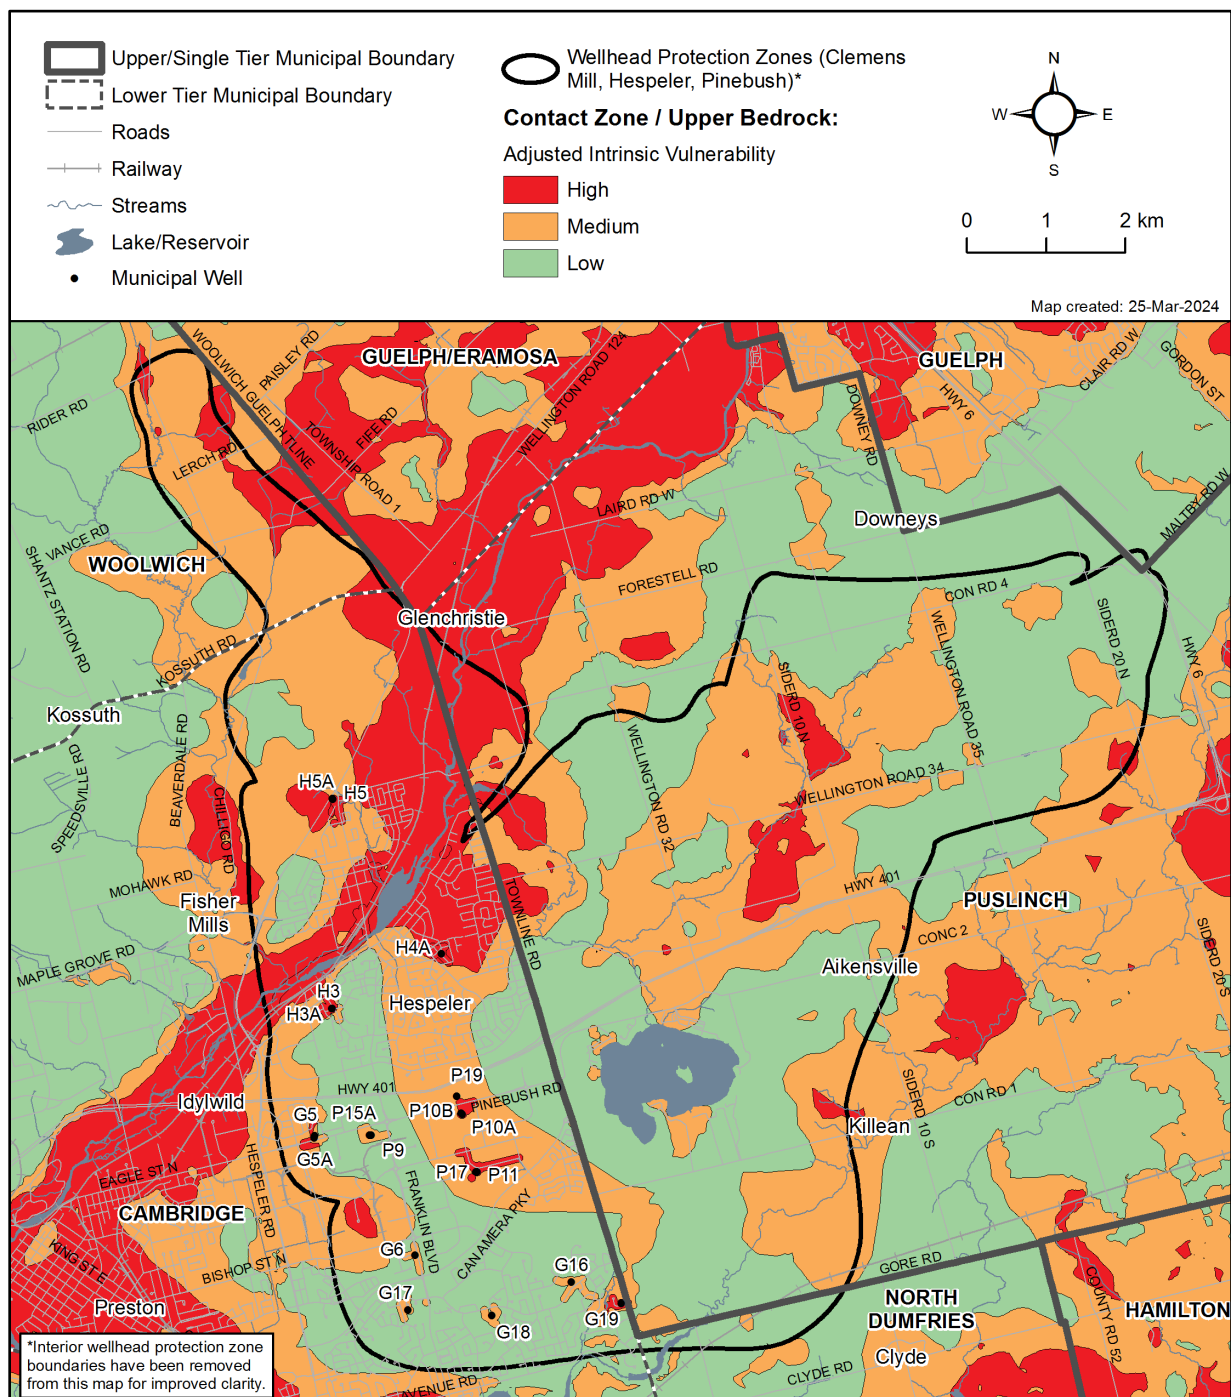 Upper/Single Tier Municipal Boundary
Lower Tier Municipal Boundary
Roads
Railway
Streams
Lake/Reservoir
Municipal Well
Wellhead Protection Zones (Clemens
Mill, Hespeler, Pinebush)*
Contact Zone / Upper Bedrock:
Adjusted Intrinsic Vulnerability
High
Medium
Low
N
W E
S
0 1 2 km
Map created: 25-Mar-2024
WOOLWICH GUELPH TLINE
PAISLEY RD
GUELPH/ERAMOSA
WELLINGTON ROAD 124
GUELPH
CLAIR RD W
GORDON ST
HWY 6
DOWNEY RD
RIDER RD
LERCH RD
TOWNSHIP ROAD 1
FIFE RD
LAIRD RD W
Downeys
MALTBY RD W
VANCE RD
WOOLWICH
SHANTZ STATION RD
FORESTELL RD
CON RD 4
Glenchristie
KOSSUTH RD
WELLINGTON ROAD 35
SIDERD 20 N
HWY 6
Kossuth
SIDERD 10 N
BEAVERDALE RD
SPEEDSVILLE RD
CHILLIGO RD
H5A
H5
WELLINGTON RD 32
WELLINGTON ROAD 34
MOHAWK RD
Fisher
Mills
TOWNLINE RD
HWY 401
PUSLINCH
CONC 2
SIDERD 20 S
MAPLE GROVE RD
H4A
Aikensville
H3
H3A
Hespeler
HWY 401
P19
PINEBUSH RD
Idylwild
G5
P15A
P10B
P10A
SIDERD 10 S
CON RD 1
Killean
G5A
P9
HESPELER RD
EAGLE ST N
P17
P11
FRANKLIN BLVD
CAN AMERA PKY
CAMBRIDGE
KING ST E
BISHOP ST N
G6
G16
GORE RD
COUNTY RD 52
Preston
G17
G18
G19
NORTH
DUMFRIES
HAMILTON
Clyde
CLYDE RD
AVENUE RD
*Interior wellhead protection zone
boundaries have been removed
from this map for improved clarity.